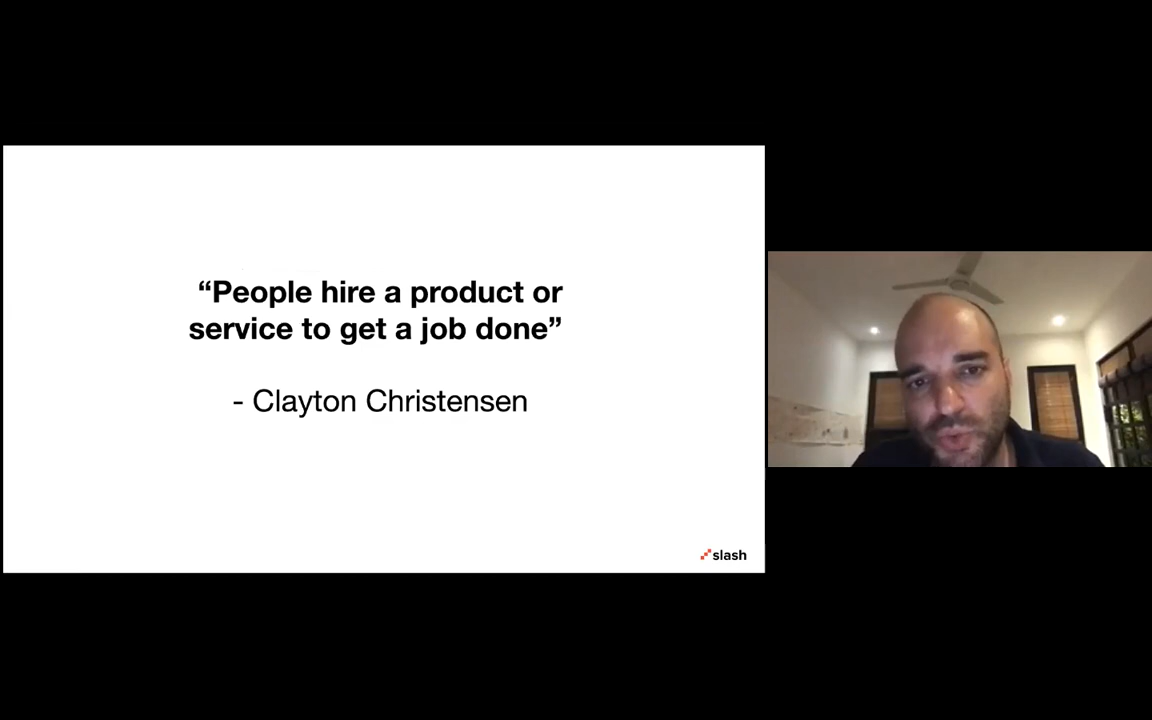 “People hire a product or
service to get a job done”
- Clayton Christensen
slash